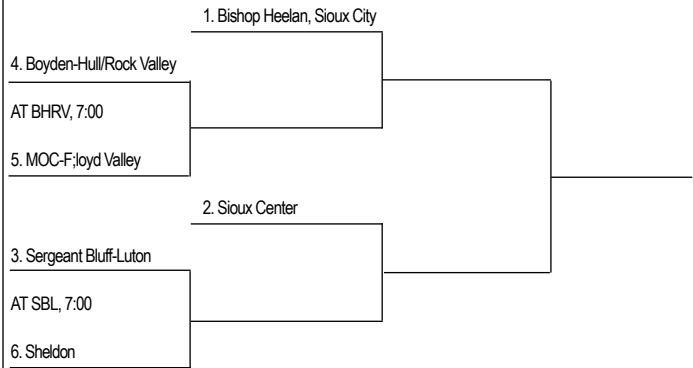 1. Bishop Heelan, Sioux City
4. Boyden-Hull/Rock Valley
AT BHRV, 7:00
5. MOC-F;loyd Valley
2. Sioux Center
3. Sergeant Bluff-Luton
AT SBL, 7:00
6. Sheldon